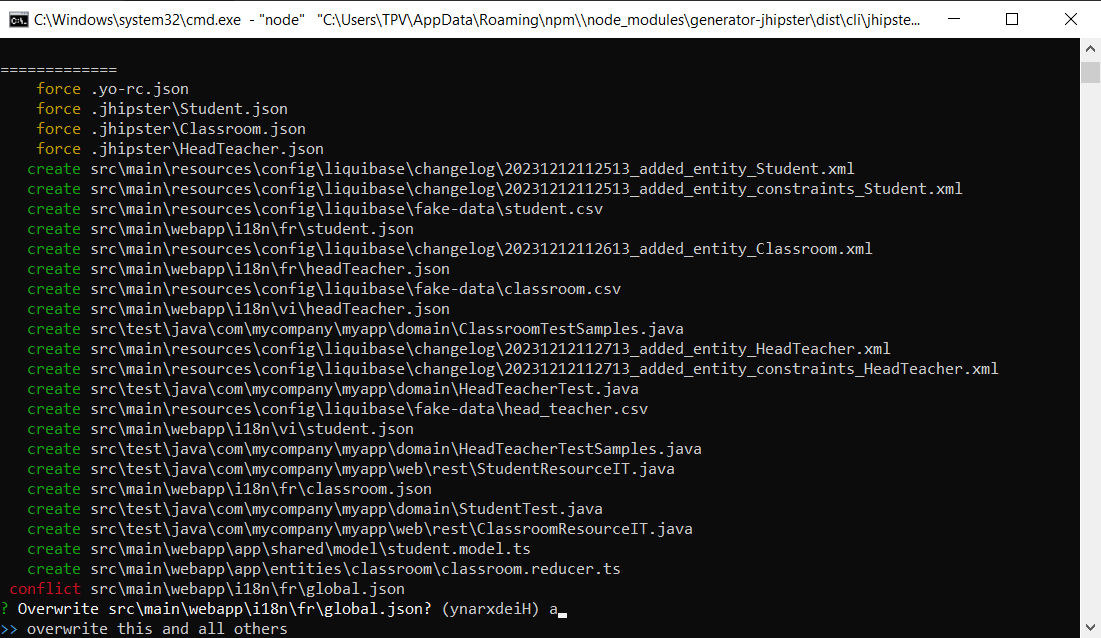 C:\Windows\system32\cmd.exe - "node" "C:\Users\TPV\AppData\Roaming\npm\\node_modules\generator-jhipster\dist\cli\jhipste...
=============
force .yo-rc.json
force .jhipster\Student.json
force .jhipster\Classroom.json
force .jhipster\HeadTeacher.json
create src\main\resources\config\liquibase\changelog\20231212112513_added_entity_Student.xml
create src\main\resources\config\liquibase\changelog\20231212112513_added_entity_constraints_Student.xml
create src\main\resources\config\liquibase\fake-data\student.csv
create src\main\webapp\i18n\fr\student.json
create src\main\resources\config\liquibase\changelog\20231212112613_added_entity_Classroom.xml
create src\main\webapp\i18n\fr\headTeacher.json
create src\main\resources\config\liquibase\fake-data\classroom.csv
create src\main\webapp\i18n\vi\headTeacher.json
create src\test\java\com\mycompany\myapp\domain\ClassroomTestSamples.java
create src\main\resources\config\liquibase\changelog\20231212112713_added_entity_HeadTeacher.xml
create src\main\resources\config\liquibase\changelog\20231212112713_added_entity_constraints_HeadTeacher.xml
create src\test\java\com\mycompany\myapp\domain\HeadTeacherTest.java
create src\main\resources\config\liquibase\fake-data\head_teacher.csv
create src\main\webapp\i18n\vi\student.json
create src\test\java\com\mycompany\myapp\domain\HeadTeacherTestSamples.java
create src\test\java\com\mycompany\myapp\web\rest\StudentResourceIT.java
create src\main\webapp\i18n\fr\classroom.json
create src\test\java\com\mycompany\myapp\domain\StudentTest.java
create src\test\java\com\mycompany\myapp\web\rest\ClassroomResourceIT.java
create src\main\webapp\app\shared\model\student.model.ts
create src\main\webapp\app\entities\classroom\classroom.reducer.ts
conflict src\main\webapp\i18n\fr\global.json
? Overwrite src\main\webapp\i18n\fr\global.json? (ynarxdeiH) a
>> overwrite this and all others